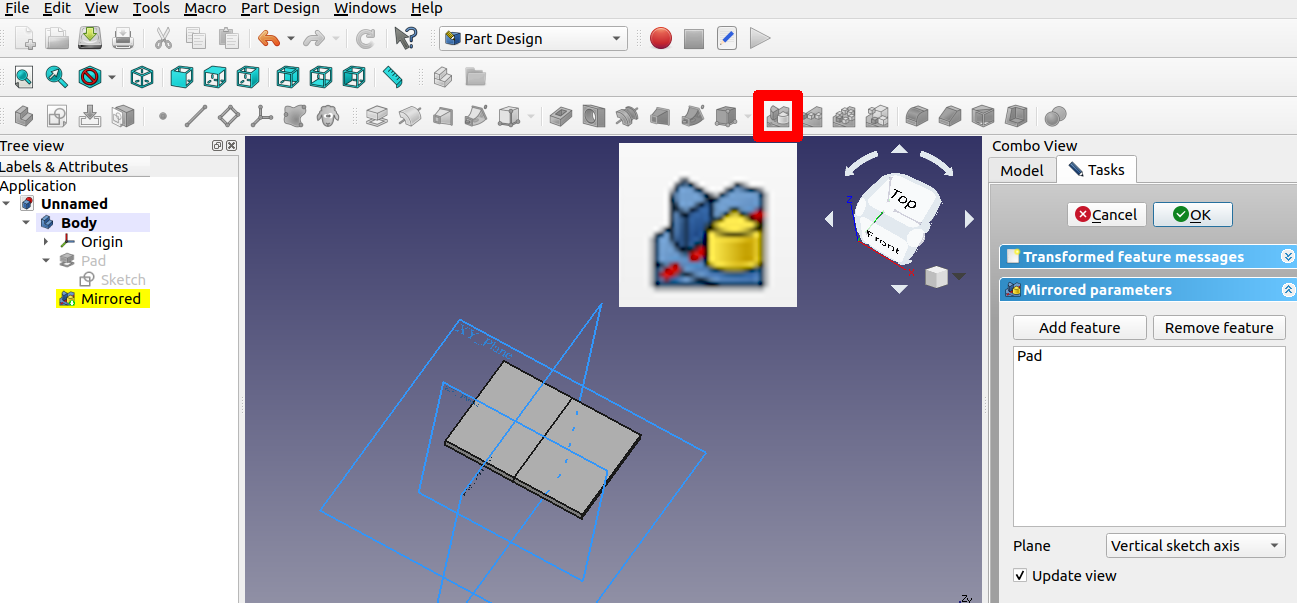 File Edit View Tools Macro Part Design Windows Help
Part Design
Tree view
Labels & Attributes
Application
Unnamed
Body
Origin
Pad
Sketch
Mirrored
XY_Plane
Top
Front
Z
Combo View
Model Tasks
Cancel OK
Transformed feature messages
Mirrored parameters
Add feature Remove feature
Pad
Plane Vertical sketch axis
Update view